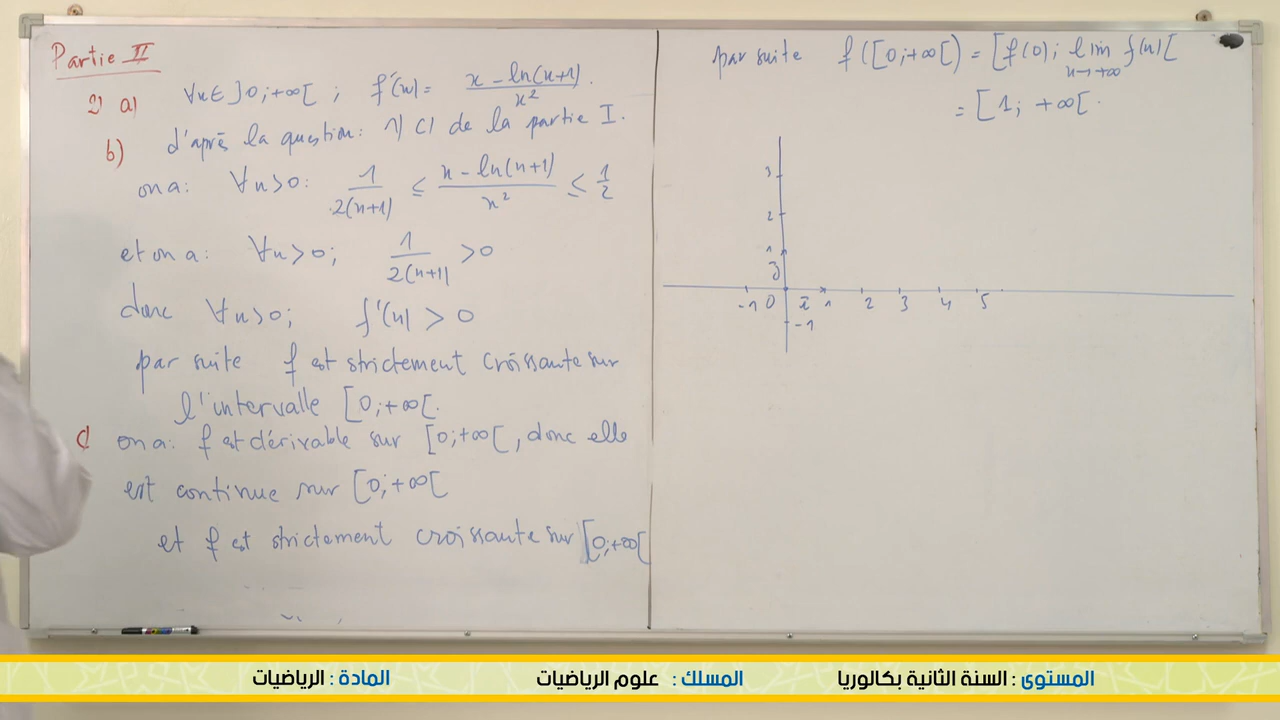 Partie II
2) a) ∀x∈]0;+∞[ ; f'(x) = (x - ln(x+1))/x².
b) d'après la question: 1) c) de la partie I.
on a: ∀x>0: 1/(2(x+1)) ≤ (x - ln(x+1))/x² ≤ 1/2
et on a: ∀x>0; 1/(2(x+1)) >0
donc ∀x>0; f'(x) > 0
par suite f est strictement croissante sur
l'intervalle [0;+∞[.
c) on a: f est dérivable sur [0;+∞[, donc elle
est continue sur [0;+∞[
et f est strictement croissante sur [0;+∞[
par suite f([0;+∞[) = [f(0); lim x→+∞ f(x)[
= [1; +∞[.
3
2
1
j
-1 0 i 1 2 3 4 5
-1
المستوى : السنة الثانية بكالوريا المسلك : علوم الرياضيات المادة : الرياضيات